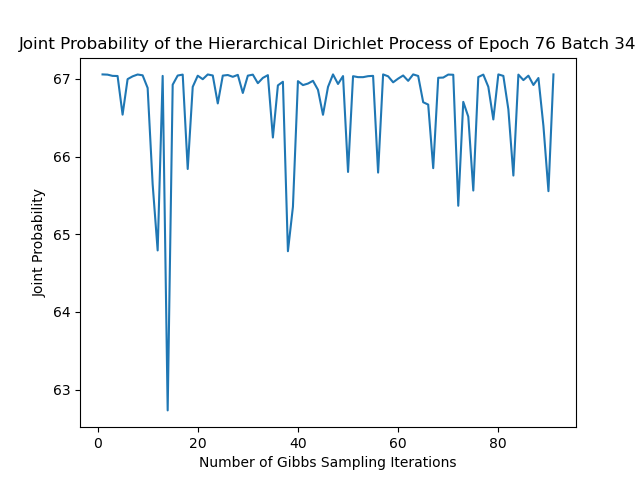 Joint Probability of the Hierarchical Dirichlet Process of Epoch 76 Batch 34
67
66
65
64
63
Joint Probability
0 20 40 60 80
Number of Gibbs Sampling Iterations